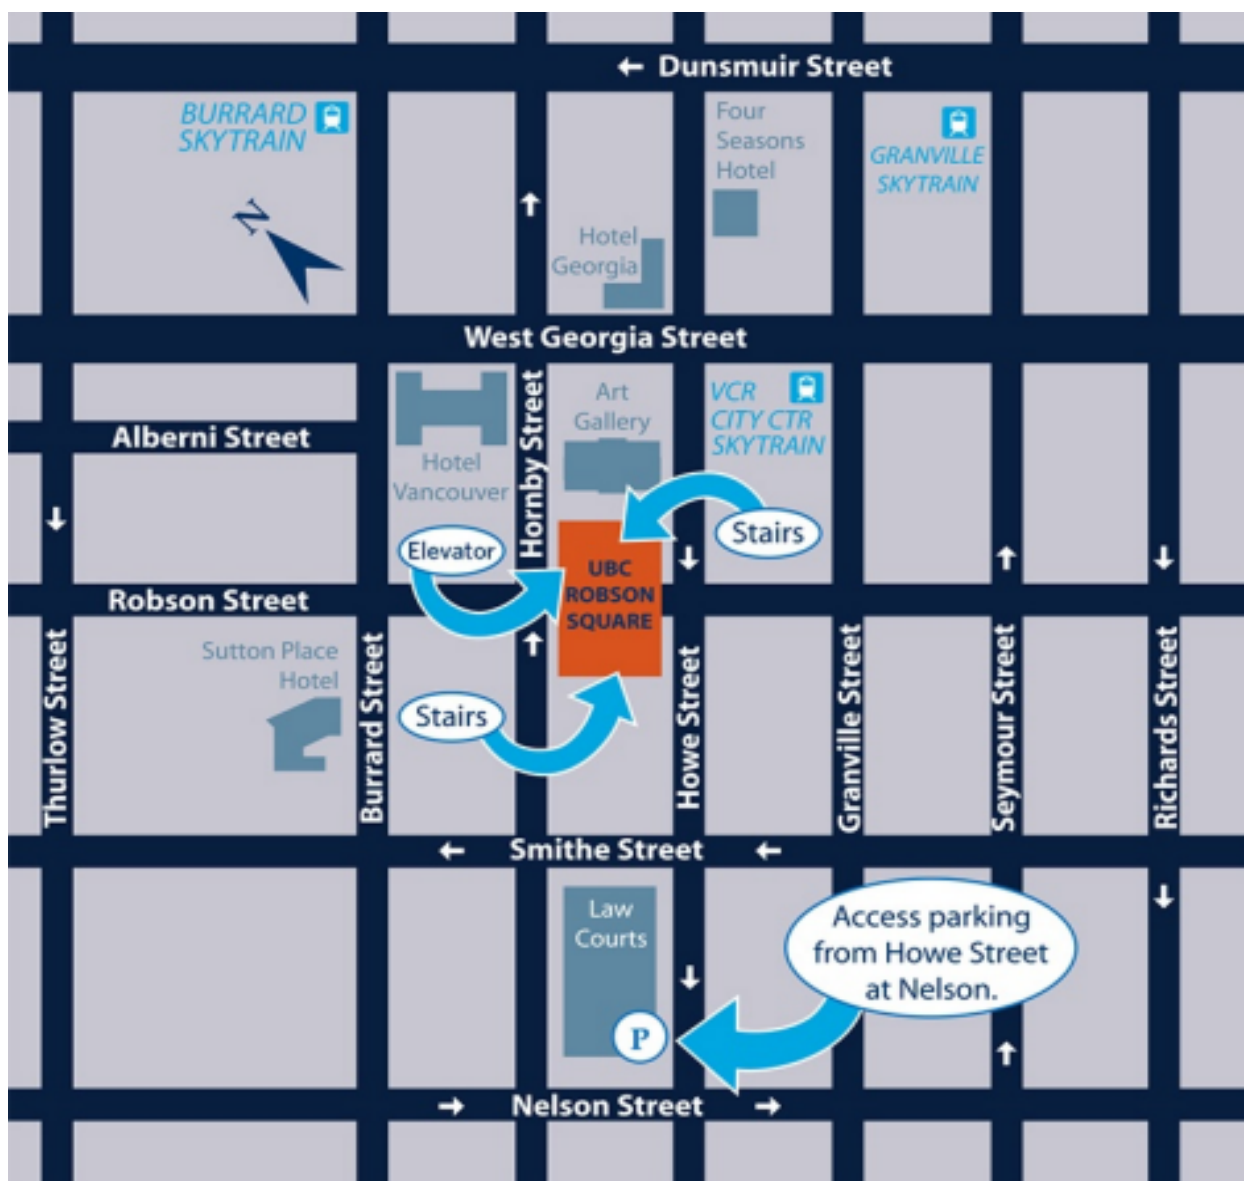 ← Dunsmuir Street
BURRARD
SKYTRAIN
Four
Seasons
Hotel
GRANVILLE
SKYTRAIN
N
Hotel
Georgia
West Georgia Street
Alberni Street
Hotel
Vancouver
Hornby Street
Art
Gallery
VCR
CITY CTR
SKYTRAIN
Stairs
Elevator
UBC
ROBSON
SQUARE
Robson Street
Sutton Place
Hotel
Stairs
Thurlow Street
Burrard Street
Howe Street
Granville Street
Seymour Street
Richards Street
← Smithe Street ←
Law
Courts
P
Access parking
from Howe Street
at Nelson.
→ Nelson Street →